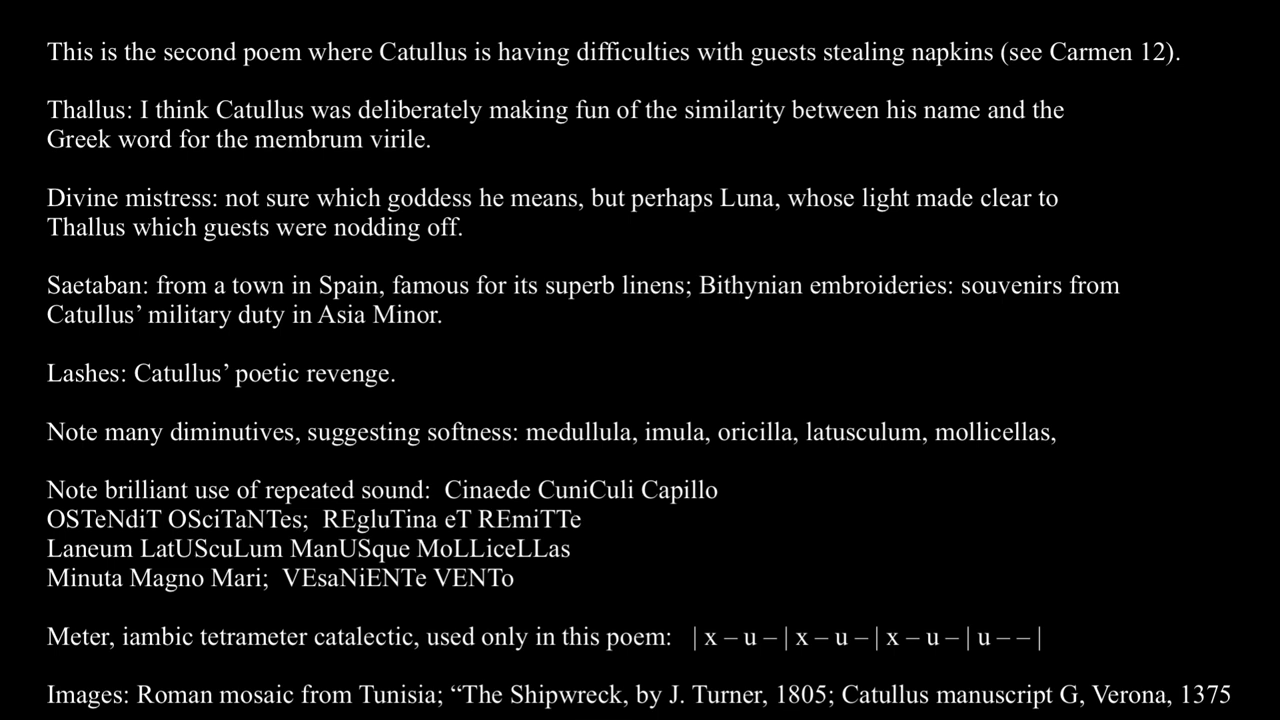 This is the second poem where Catullus is having difficulties with guests stealing napkins (see Carmen 12).
Thallus: I think Catullus was deliberately making fun of the similarity between his name and the
Greek word for the membrum virile.
Divine mistress: not sure which goddess he means, but perhaps Luna, whose light made clear to
Thallus which guests were nodding off.
Saetaban: from a town in Spain, famous for its superb linens; Bithynian embroideries: souvenirs from
Catullus’ military duty in Asia Minor.
Lashes: Catullus’ poetic revenge.
Note many diminutives, suggesting softness: medullula, imula, oricilla, latusculum, mollicellas,
Note brilliant use of repeated sound:  Cinaede CuniCuli Capillo
OSTeNdiT OSciTaNTes;  REgluTina eT REmiTTe
Laneum LatUScuLum ManUSque MoLLiceLLas
Minuta Magno Mari;  VEsaNiENTe VENTo
Meter, iambic tetrameter catalectic, used only in this poem:   | x – u – | x – u – | x – u – | u – – |
Images: Roman mosaic from Tunisia; “The Shipwreck, by J. Turner, 1805; Catullus manuscript G, Verona, 1375